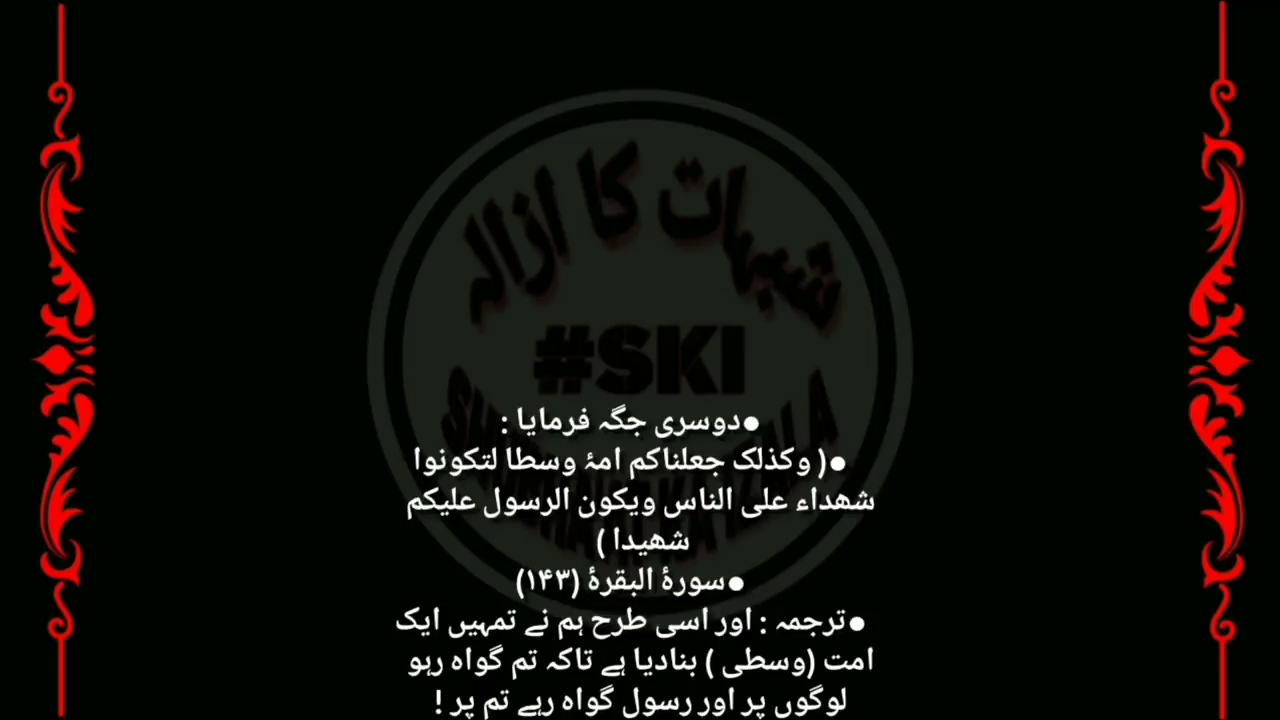 شبہات کا ازالہ
#SKI
●دوسری جگہ فرمایا :
●( وکذلک جعلناکم امۃ وسطا لتکونوا
شھداء علی الناس ویکون الرسول علیکم
شھیدا )
●سورۃ البقرۃ (۱۴۳)
●ترجمہ : اور اسی طرح ہم نے تمہیں ایک
امت (وسطی ) بنادیا ہے تاکہ تم گواہ رہو
لوگوں پر اور رسول گواہ رہے تم پر !